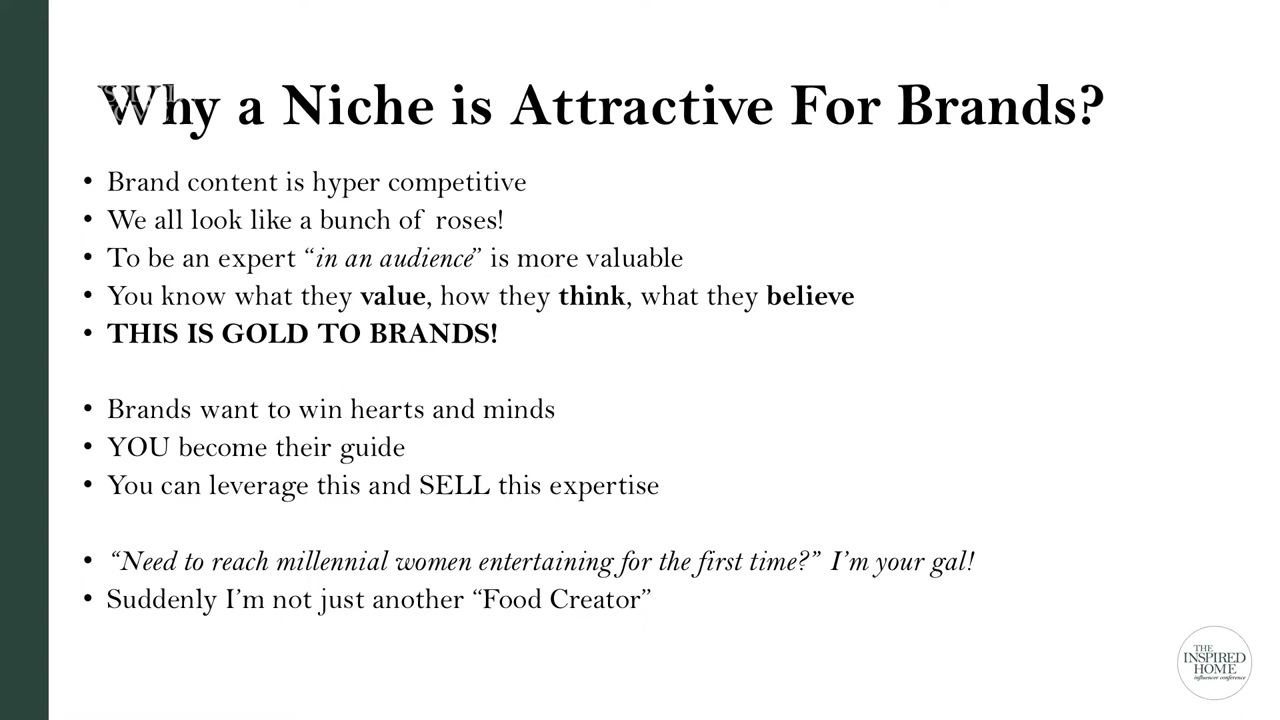 Why a Niche is Attractive For Brands?
• Brand content is hyper competitive
• We all look like a bunch of roses!
• To be an expert “in an audience” is more valuable
• You know what they value, how they think, what they believe
• THIS IS GOLD TO BRANDS!
• Brands want to win hearts and minds
• YOU become their guide
• You can leverage this and SELL this expertise
• “Need to reach millennial women entertaining for the first time?” I’m your gal!
• Suddenly I’m not just another “Food Creator”
THE
INSPIRED
HOME
influencer conference